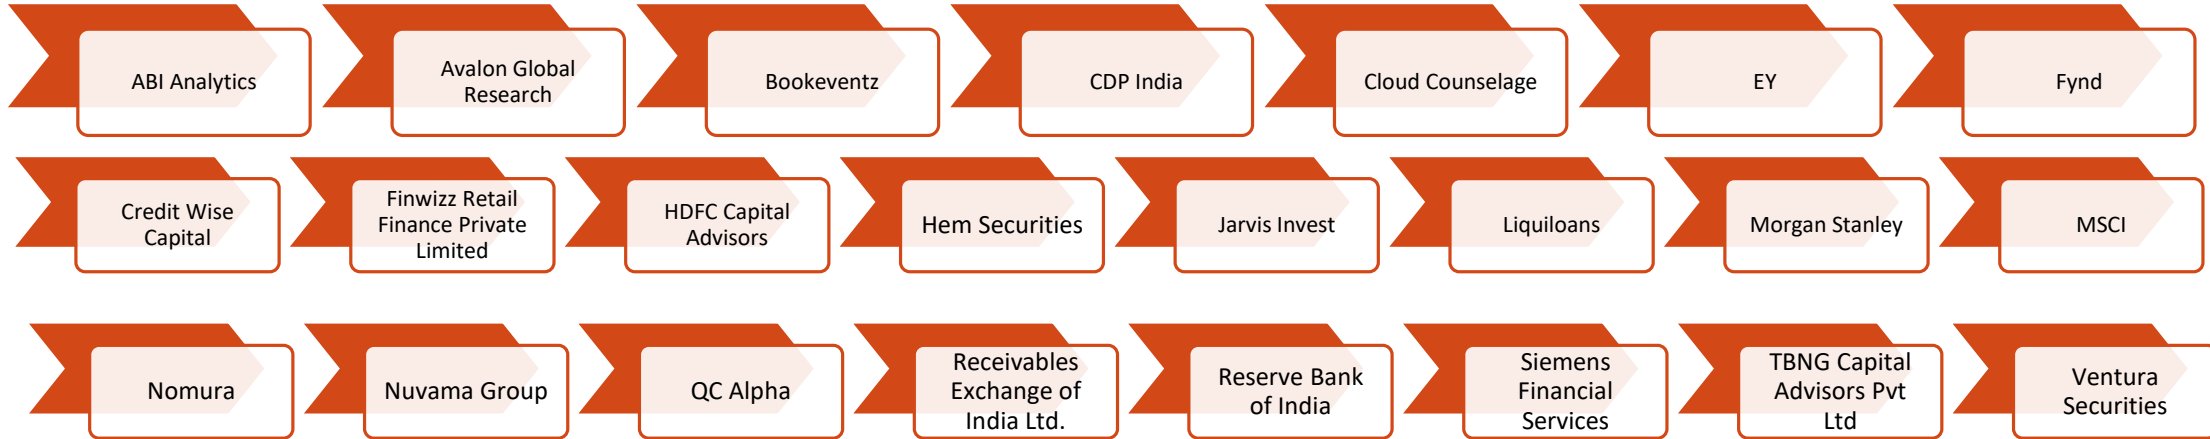 ABI Analytics
Avalon Global
Research
Bookeventz
CDP India
Cloud Counselage
EY
Fynd
Credit Wise
Capital
Finwizz Retail
Finance Private
Limited
HDFC Capital
Advisors
Hem Securities
Jarvis Invest
Liquiloans
Morgan Stanley
MSCI
Nomura
Nuvama Group
QC Alpha
Receivables
Exchange of
India Ltd.
Reserve Bank
of India
Siemens
Financial
Services
TBNG Capital
Advisors Pvt
Ltd
Ventura
Securities